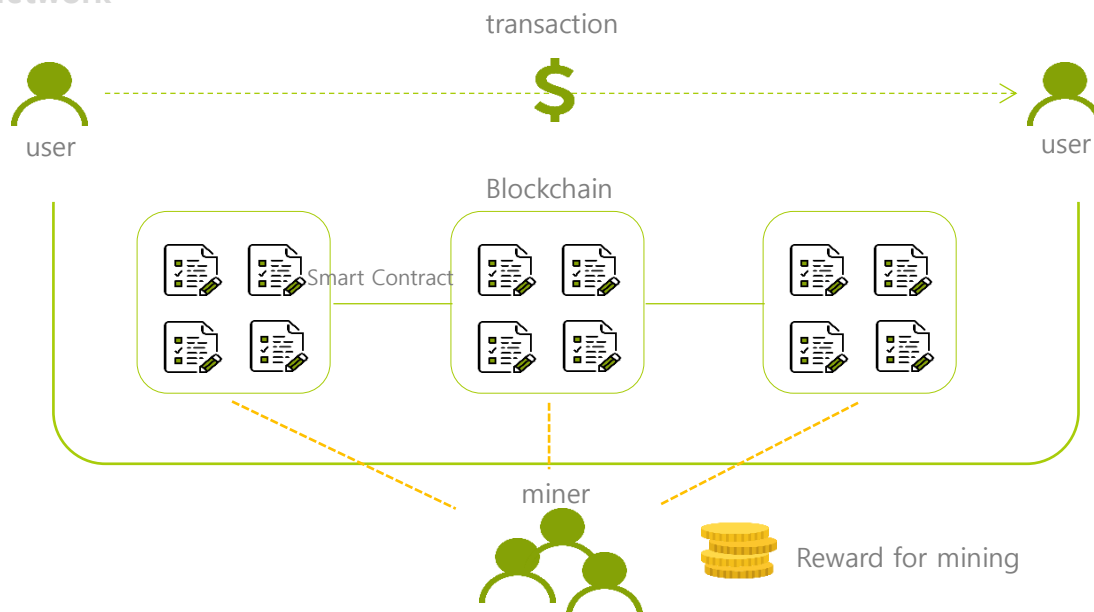 transaction
user
user
Blockchain
Smart Contract
miner
Reward for mining